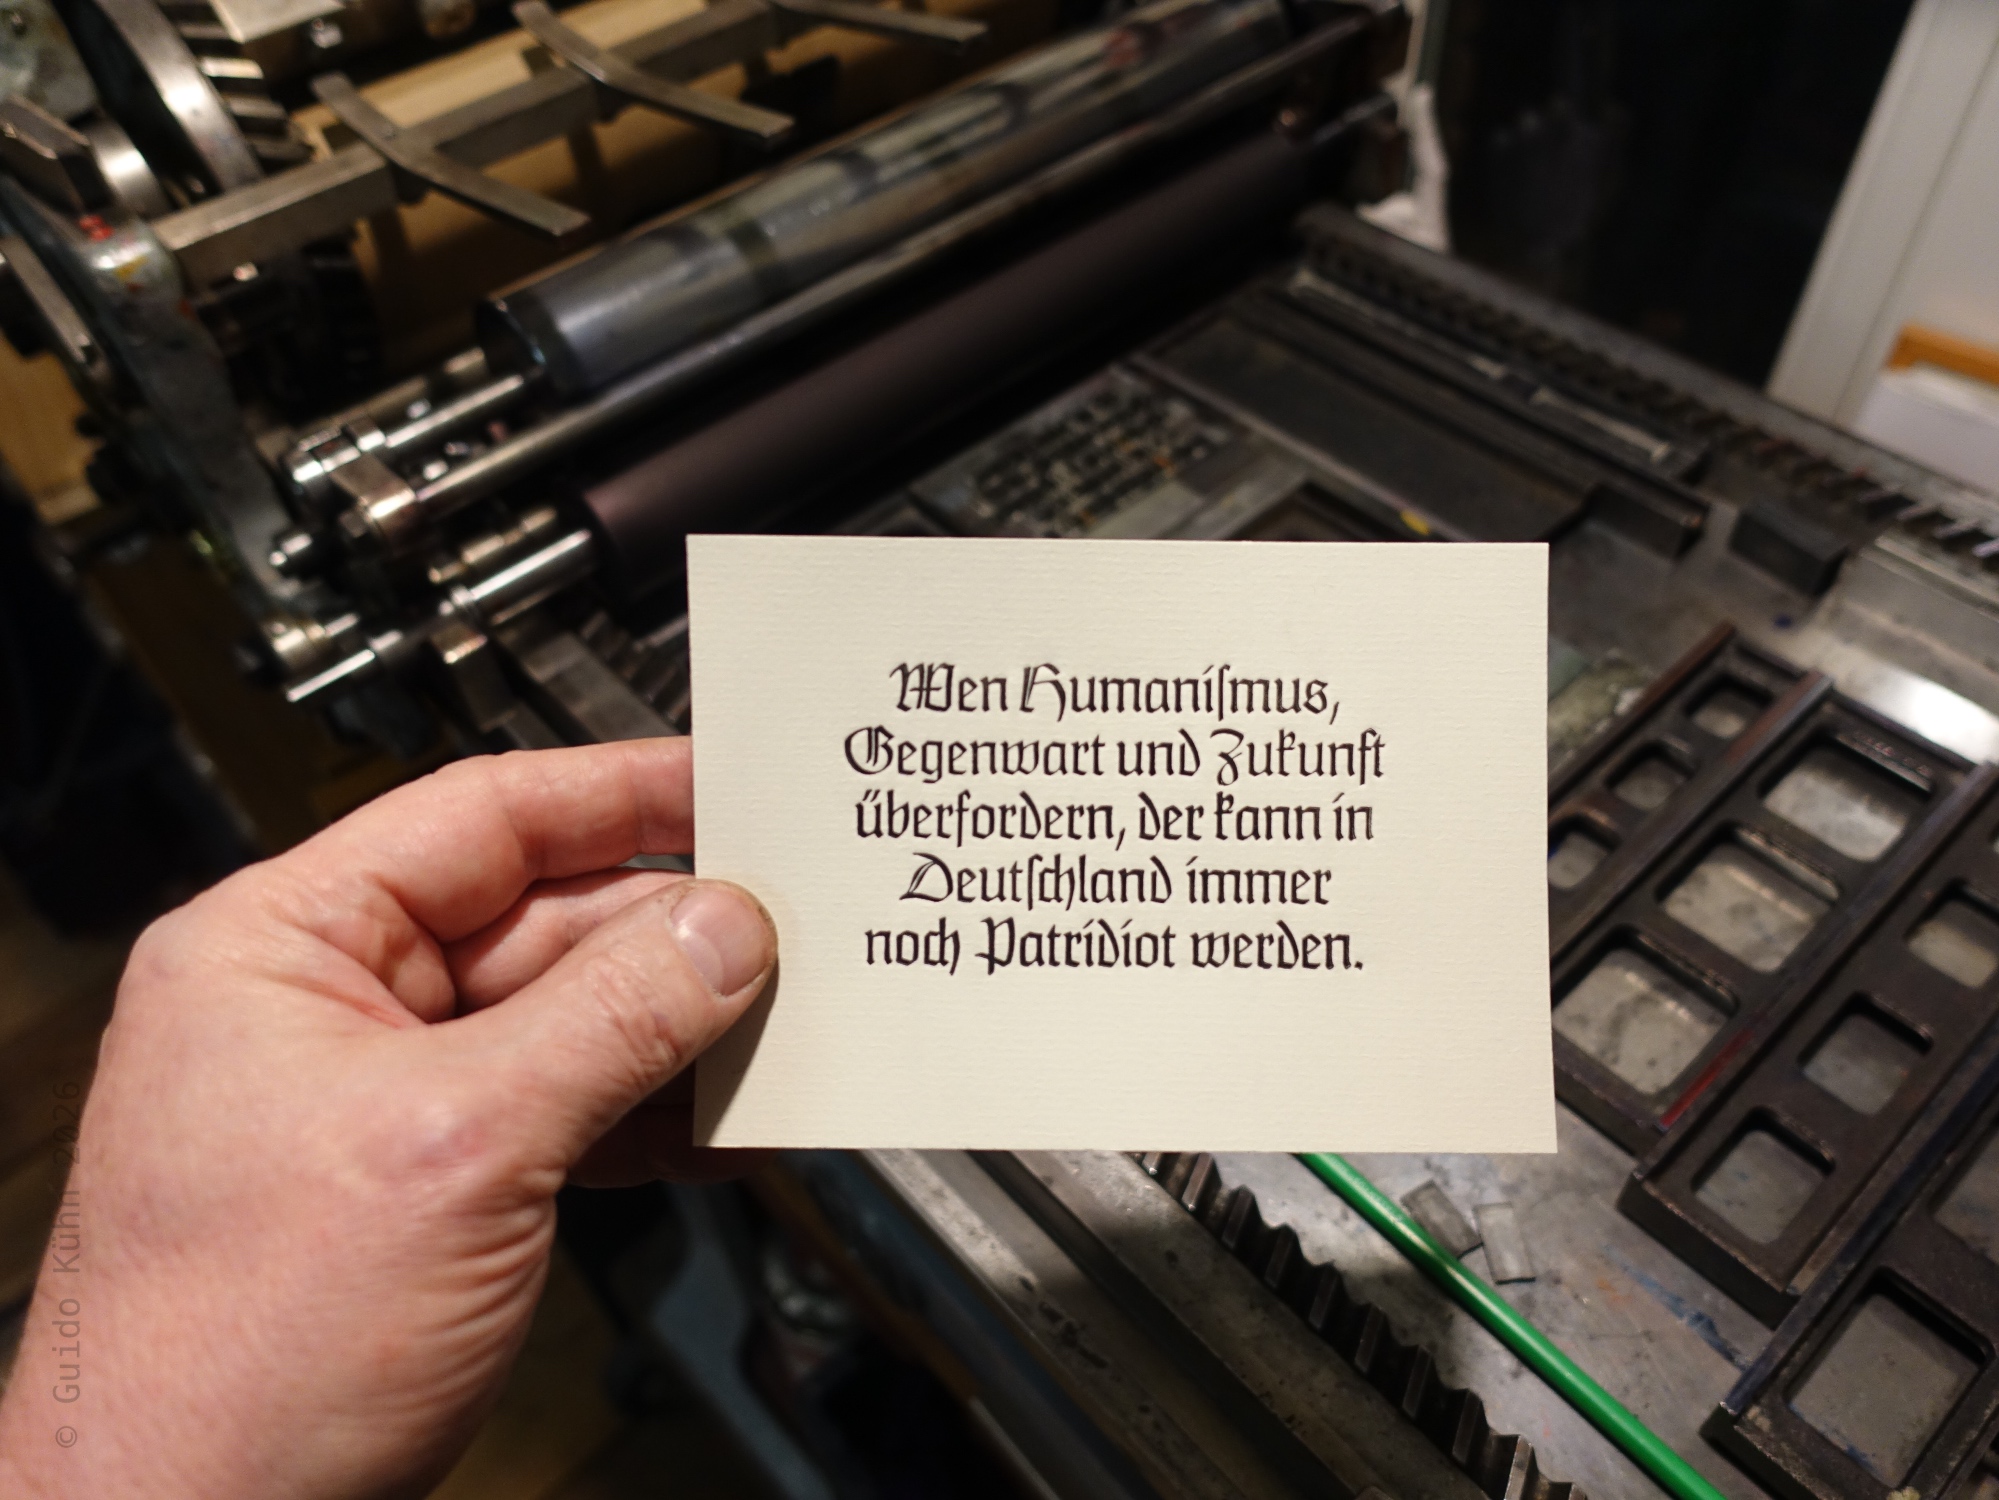 Wen Humaniſmus,
Gegenwart und Zukunft
überfordern, der kann in
Deutſchland immer
noch Patridiot werden.
© Guido Kühn 2026